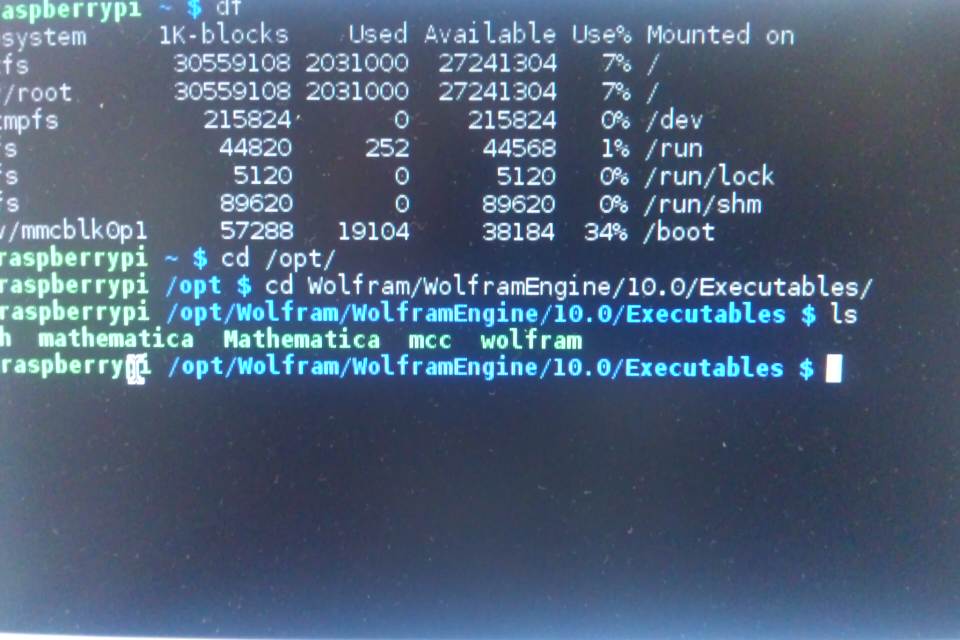 raspberrypi ~ $ df
system 1K-blocks Used Available Use% Mounted on
fs 30559108 2031000 27241304 7% /
/root 30559108 2031000 27241304 7% /
mpfs 215824 0 215824 0% /dev
fs 44820 252 44568 1% /run
fs 5120 0 5120 0% /run/lock
fs 89620 0 89620 0% /run/shm
v/mmcblk0p1 57288 19104 38184 34% /boot
raspberrypi ~ $ cd /opt/
raspberrypi /opt $ cd Wolfram/WolframEngine/10.0/Executables/
raspberrypi /opt/Wolfram/WolframEngine/10.0/Executables $ ls
h mathematica Mathematica mcc wolfram
raspberrypi /opt/Wolfram/WolframEngine/10.0/Executables $